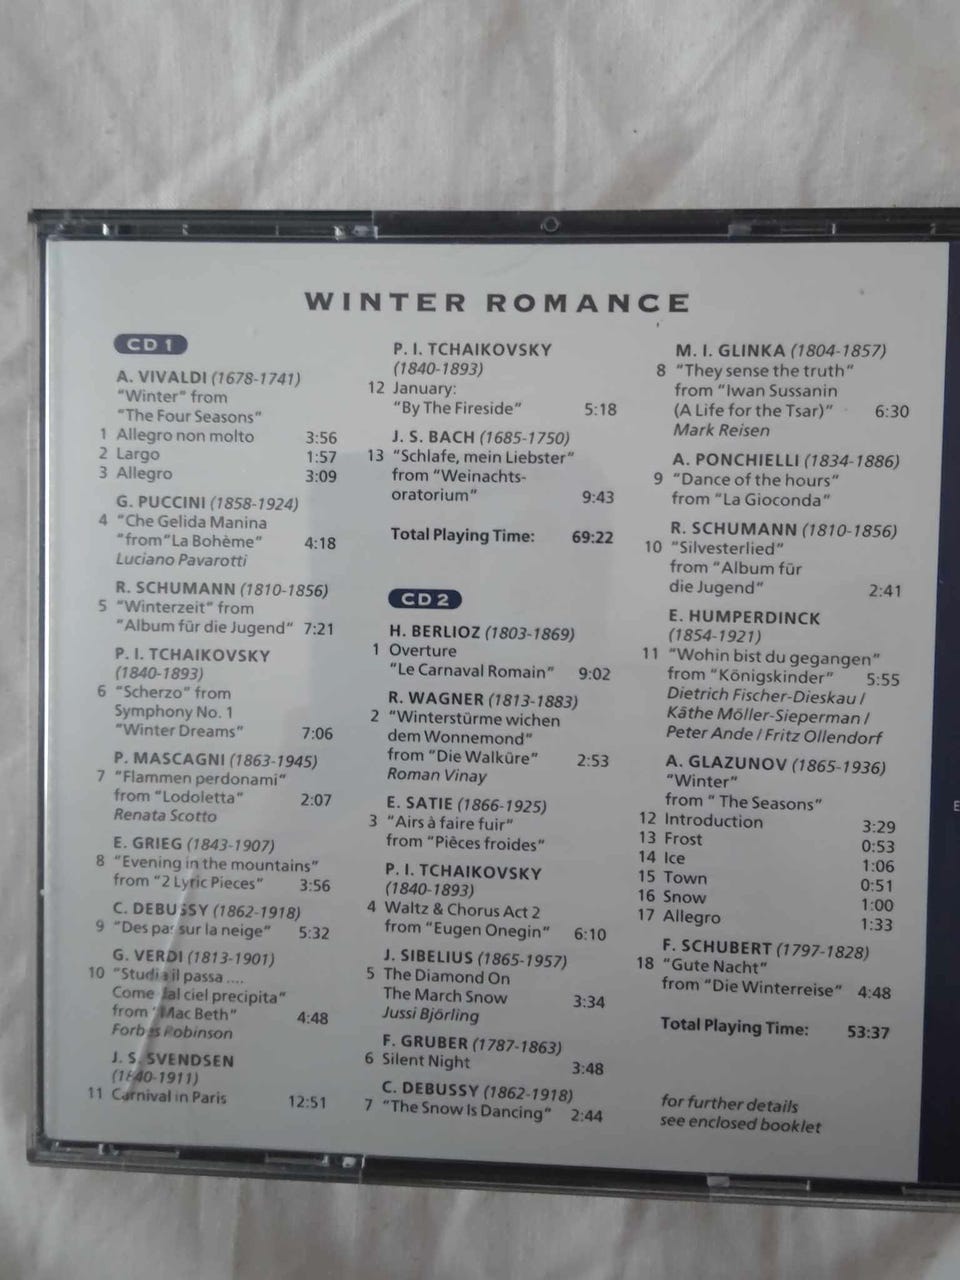 WINTER ROMANCE
CD 1
A. VIVALDI (1678-1741)
"Winter" from
"The Four Seasons"
1 Allegro non molto 3:56
2 Largo 1:57
3 Allegro 3:09
G. PUCCINI (1858-1924)
4 "Che Gelida Manina
"from"La Bohème" 4:18
Luciano Pavarotti
R. SCHUMANN (1810-1856)
5 "Winterzeit" from
"Album für die Jugend" 7:21
P. I. TCHAIKOVSKY
(1840-1893)
6 "Scherzo" from
Symphony No. 1
"Winter Dreams" 7:06
P. MASCAGNI (1863-1945)
7 "Flammen perdonami"
from "Lodoletta" 2:07
Renata Scotto
E. GRIEG (1843-1907)
8 "Evening in the mountains"
from "2 Lyric Pieces" 3:56
C. DEBUSSY (1862-1918)
9 "Des pas sur la neige" 5:32
G. VERDI (1813-1901)
10 "Studia il passa ....
Come dal ciel precipita"
from "Mac Beth" 4:48
Forbes Robinson
J. S. SVENDSEN
(1840-1911)
11 Carnival in Paris 12:51
P. I. TCHAIKOVSKY
(1840-1893)
12 January:
"By The Fireside" 5:18
J. S. BACH (1685-1750)
13 "Schlafe, mein Liebster"
from "Weinachts-
oratorium" 9:43
Total Playing Time: 69:22
CD 2
H. BERLIOZ (1803-1869)
1 Overture
"Le Carnaval Romain" 9:02
R. WAGNER (1813-1883)
2 "Winterstürme wichen
dem Wonnemond"
from "Die Walküre" 2:53
Roman Vinay
E. SATIE (1866-1925)
3 "Airs à faire fuir"
from "Pièces froides"
P. I. TCHAIKOVSKY
(1840-1893)
4 Waltz & Chorus Act 2
from "Eugen Onegin" 6:10
J. SIBELIUS (1865-1957)
5 The Diamond On
The March Snow 3:34
Jussi Björling
F. GRUBER (1787-1863)
6 Silent Night 3:48
C. DEBUSSY (1862-1918)
7 "The Snow Is Dancing" 2:44
M. I. GLINKA (1804-1857)
8 "They sense the truth"
from "Iwan Sussanin
(A Life for the Tsar)" 6:30
Mark Reisen
A. PONCHIELLI (1834-1886)
9 "Dance of the hours"
from "La Gioconda"
R. SCHUMANN (1810-1856)
10 "Silvesterlied"
from "Album für
die Jugend" 2:41
E. HUMPERDINCK
(1854-1921)
11 "Wohin bist du gegangen"
from "Königskinder" 5:55
Dietrich Fischer-Dieskau /
Käthe Möller-Sieperman /
Peter Ande / Fritz Ollendorf
A. GLAZUNOV (1865-1936)
"Winter"
from " The Seasons"
12 Introduction 3:29
13 Frost 0:53
14 Ice 1:06
15 Town 0:51
16 Snow 1:00
17 Allegro 1:33
F. SCHUBERT (1797-1828)
18 "Gute Nacht"
from "Die Winterreise" 4:48
Total Playing Time: 53:37
for further details
see enclosed booklet